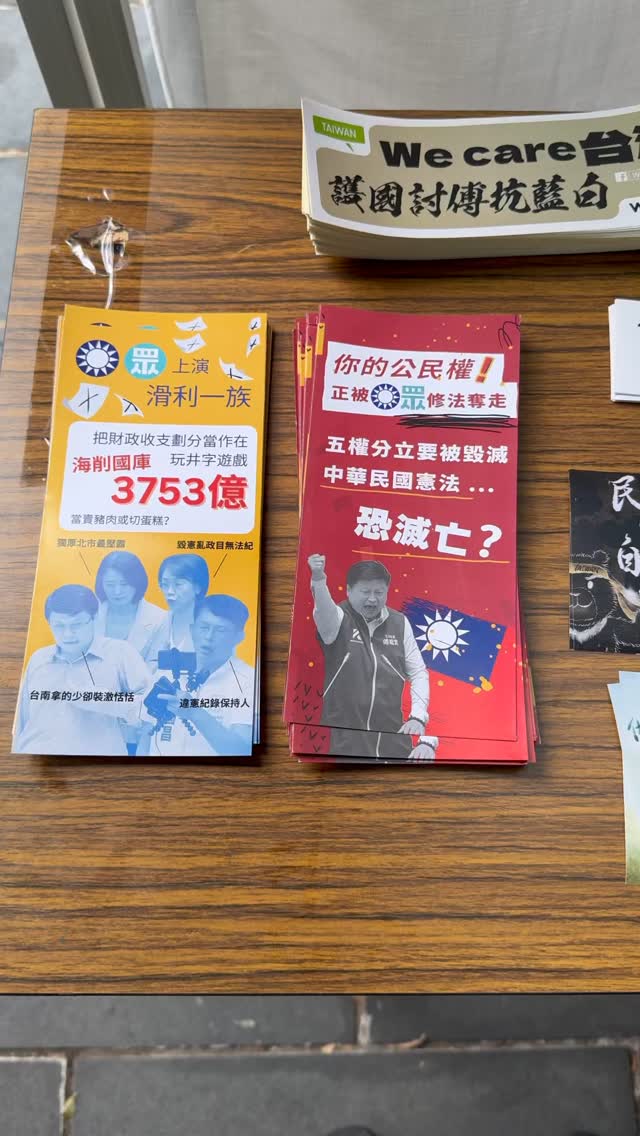 TAIWAN
We care台
護國討傅抗藍白
眾 上演
滑利一族
把財政收支劃分當作在
海削國庫 玩井字遊戲
3753億
當賣豬肉或切蛋糕?
獨厚北市最壓霸
毀憲亂政目無法紀
台南拿的少卻裝激恬恬
違憲紀錄保持人
你的公民權!
正被 眾修法奪走
五權分立要被毀滅
中華民國憲法...
恐滅亡?
民
自